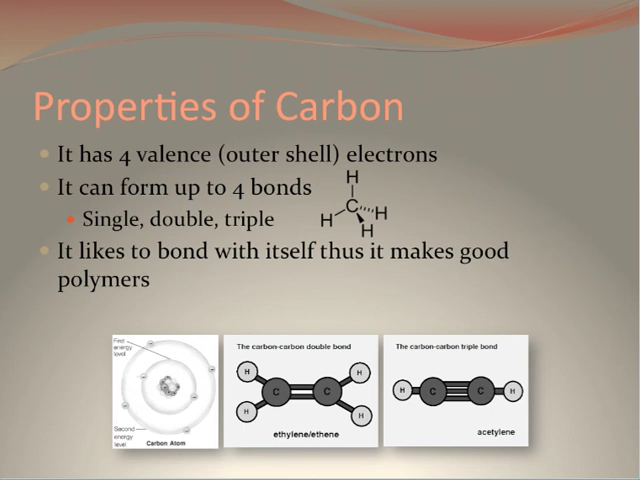 Properties of Carbon
It has 4 valence (outer shell) electrons
It can form up to 4 bonds
Single, double, triple
H
C
H
H
H
It likes to bond with itself thus it makes good
polymers
First
energy
level
Second
energy
level
Carbon Atom
The carbon-carbon double bond
H
H
C
C
H
H
ethylene/ethene
The carbon-carbon triple bond
H
C
C
H
acetylene